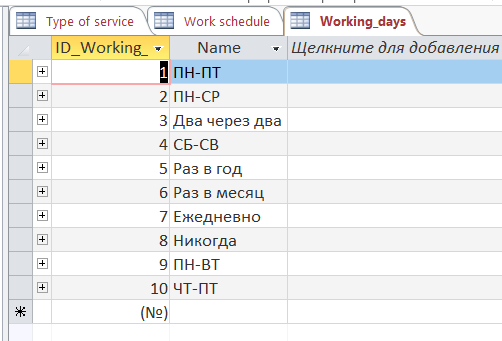 Type of service Work schedule Working_days
ID_Working_ Name Щелкните для добавления
1 ПН-ПТ
2 ПН-СР
3 Два через два
4 СБ-СВ
5 Раз в год
6 Раз в месяц
7 Ежедневно
8 Никогда
9 ПН-ВТ
10 ЧТ-ПТ
(№)